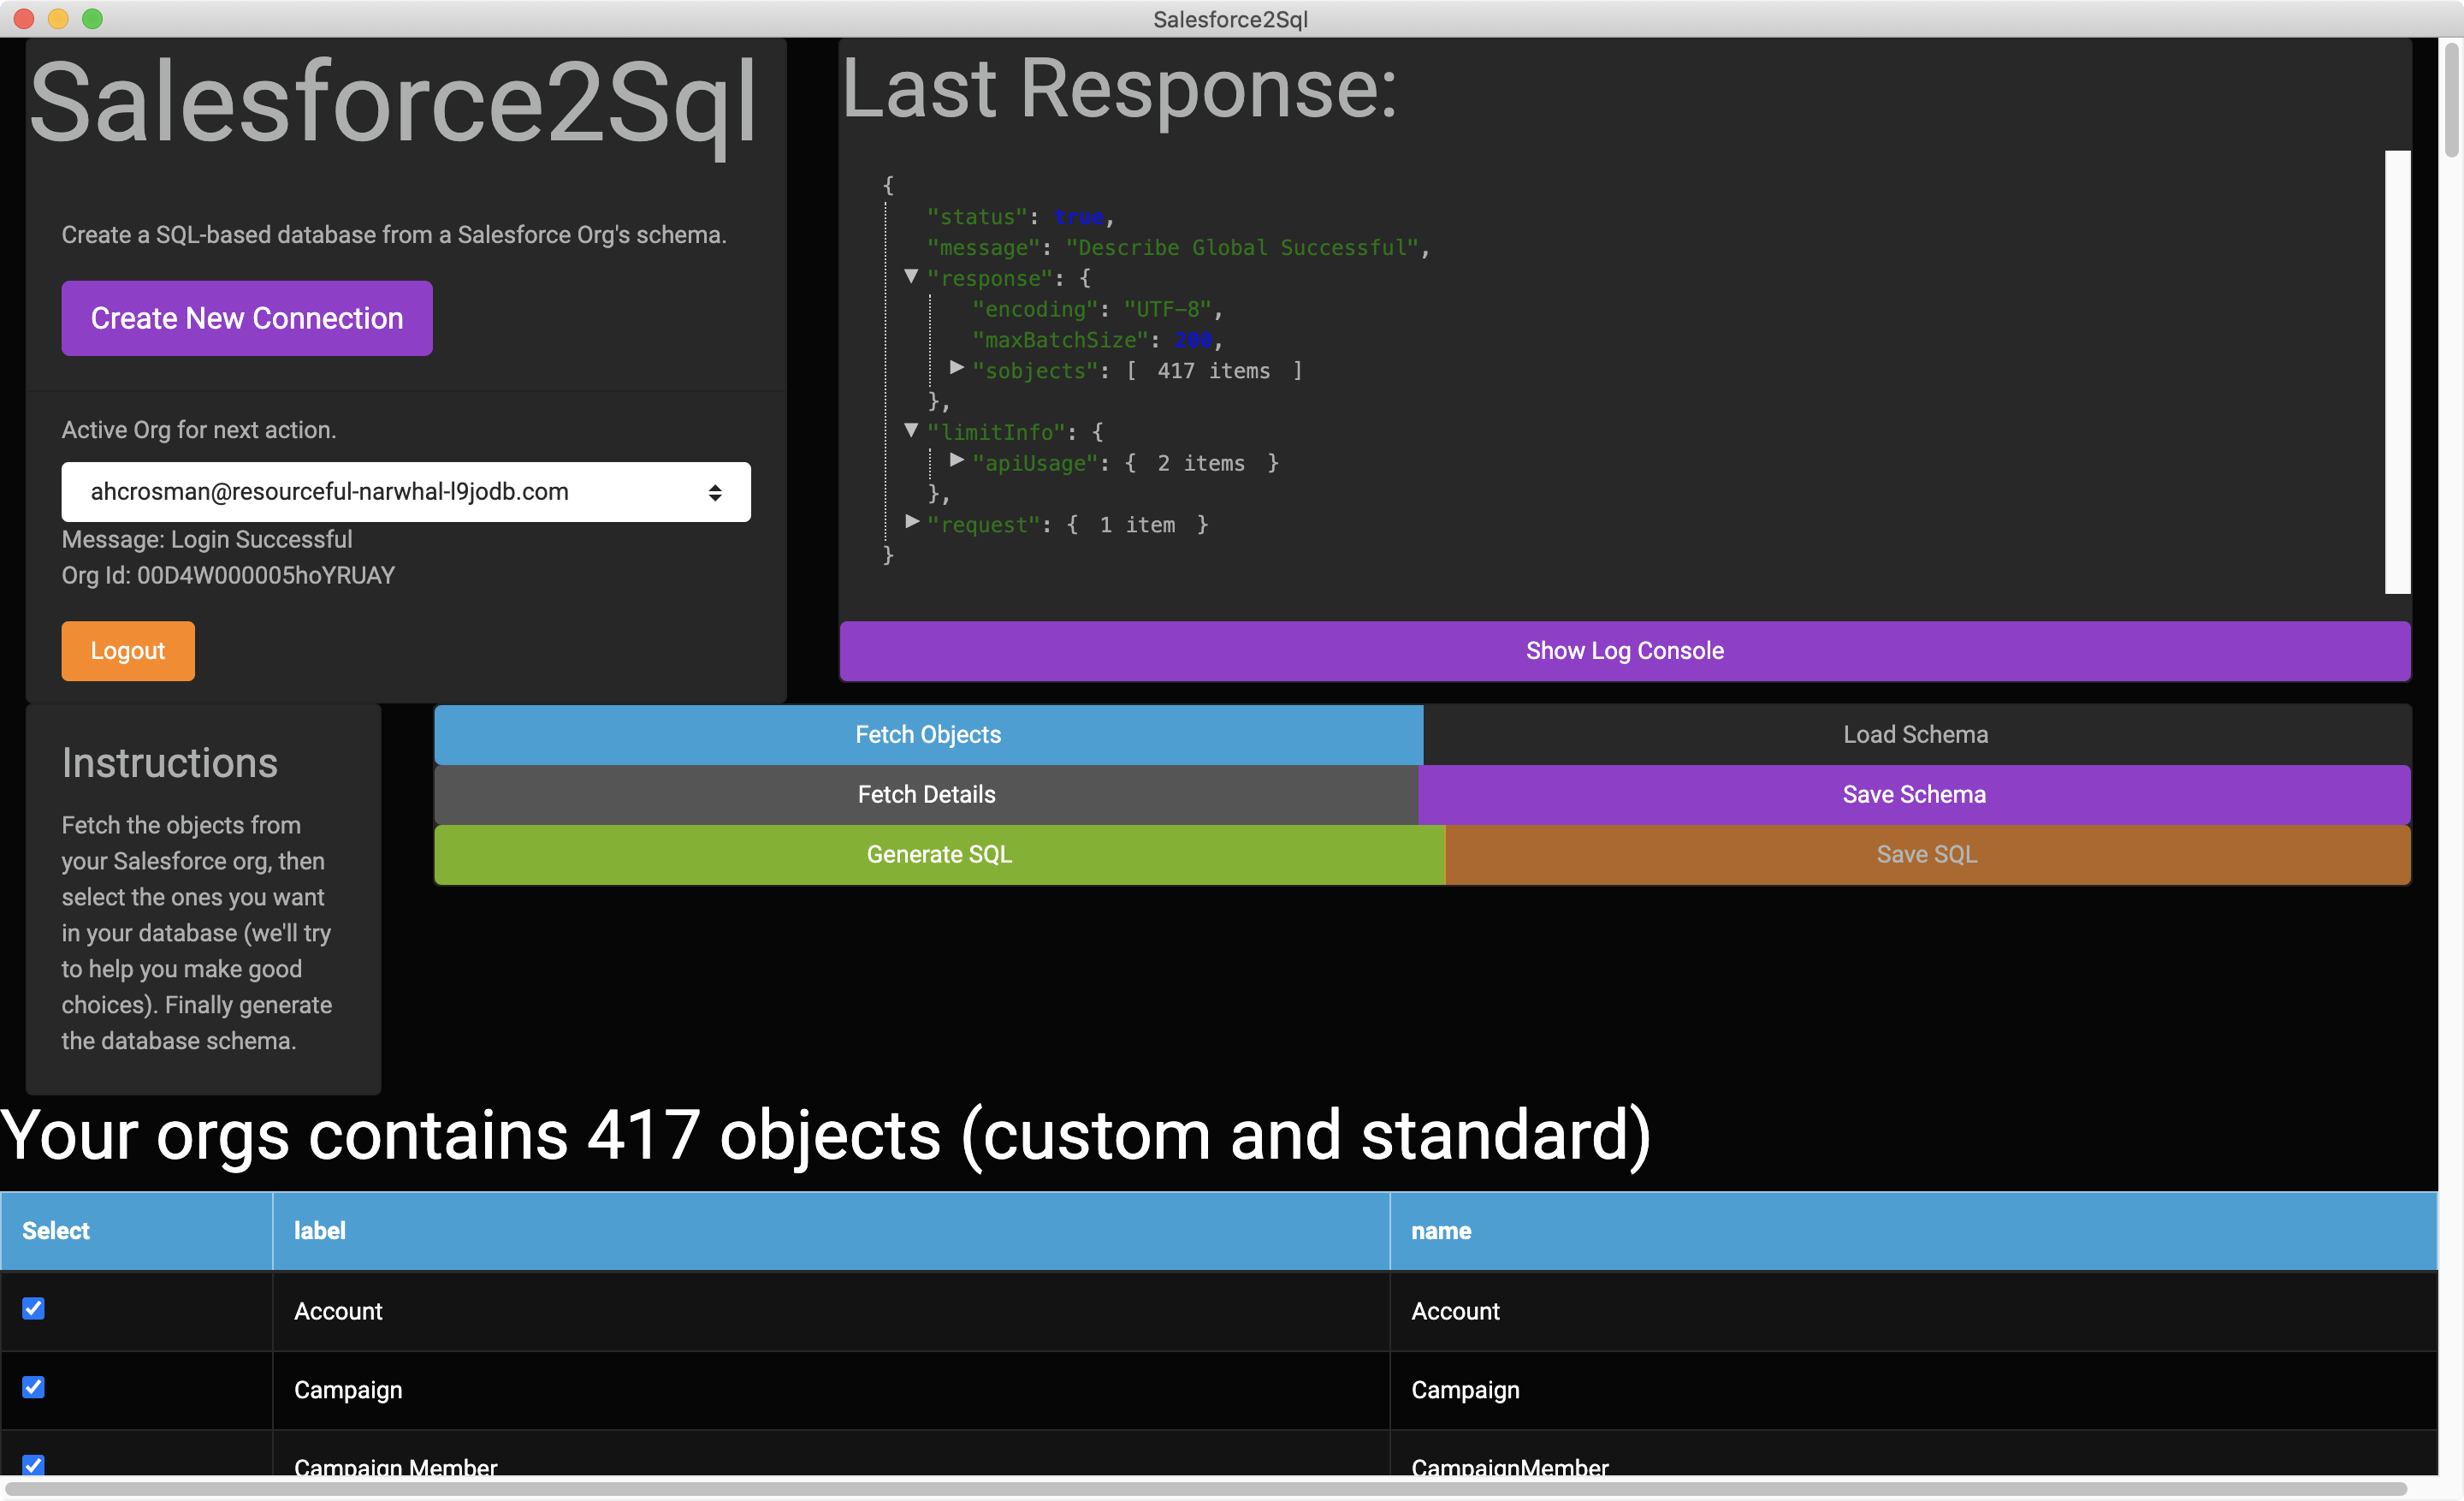 Salesforce2Sql
Salesforce2Sql
Create a SQL-based database from a Salesforce Org's schema.
Create New Connection
Active Org for next action.
ahcrosman@resourceful-narwhal-l9jodb.com
Message: Login Successful
Org Id: 00D4W000005hoYRUAY
Logout
Last Response:
{
"status": true,
"message": "Describe Global Successful",
"response": {
"encoding": "UTF-8",
"maxBatchSize": 200,
"sobjects": [ 417 items ]
},
"limitInfo": {
"apiUsage": { 2 items }
},
"request": { 1 item }
}
Show Log Console
Instructions
Fetch the objects from
your Salesforce org, then
select the ones you want
in your database (we'll try
to help you make good
choices). Finally generate
the database schema.
Fetch Objects
Load Schema
Fetch Details
Save Schema
Generate SQL
Save SQL
Your orgs contains 417 objects (custom and standard)
Select label name
Account Account
Campaign Campaign
Campaign Member CampaignMember